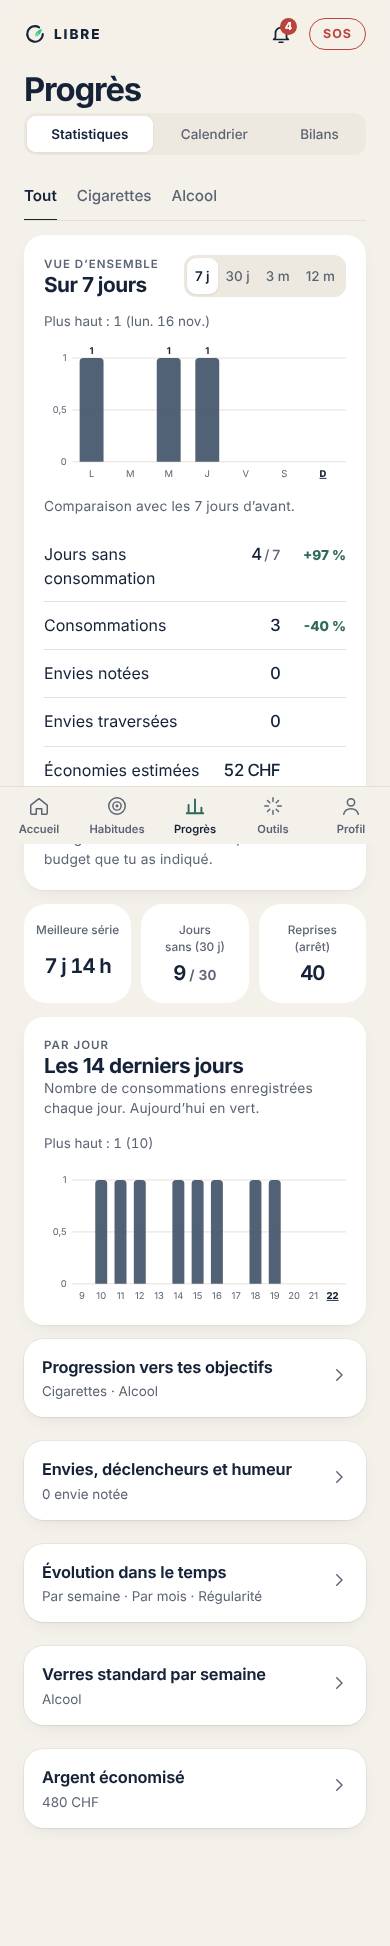 LIBRE
4
SOS
Progrès
Statistiques
Calendrier
Bilans
Tout
Cigarettes
Alcool
VUE D’ENSEMBLE
Sur 7 jours
7 j
30 j
3 m
12 m
Plus haut : 1 (lun. 16 nov.)
1 1 1
1
0,5
0
L M M J V S D
Comparaison avec les 7 jours d’avant.
Jours sans consommation 4 / 7 +97 %
Consommations 3 -40 %
Envies notées 0
Envies traversées 0
Économies estimées 52 CHF
Accueil
Habitudes
Progrès
Outils
Profil
budget que tu as indiqué.
Meilleure série
7 j 14 h
Jours
sans (30 j)
9 / 30
Reprises
(arrêt)
40
PAR JOUR
Les 14 derniers jours
Nombre de consommations enregistrées
chaque jour. Aujourd’hui en vert.
Plus haut : 1 (10)
1
0,5
0
9 10 11 12 13 14 15 16 17 18 19 20 21 22
Progression vers tes objectifs
Cigarettes · Alcool
Envies, déclencheurs et humeur
0 envie notée
Évolution dans le temps
Par semaine · Par mois · Régularité
Verres standard par semaine
Alcool
Argent économisé
480 CHF